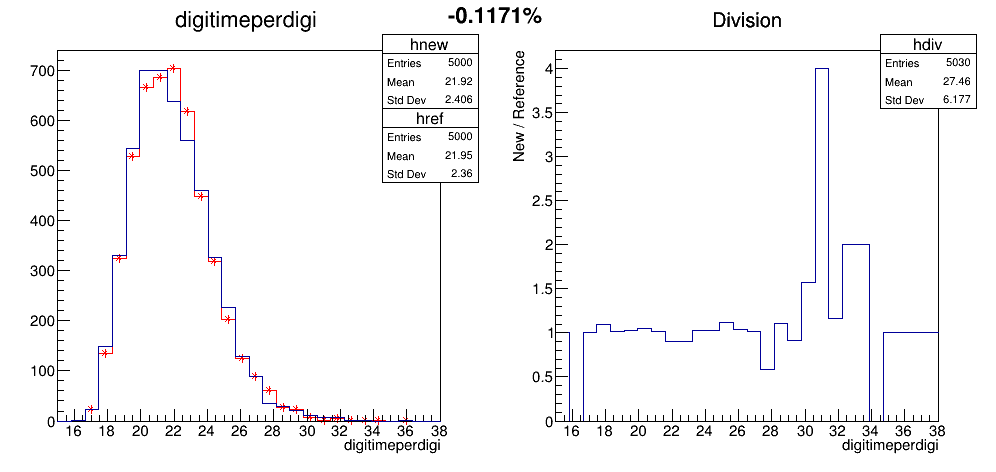 -0.1171%
digitimeperdigi
hnew
Entries 5000
Mean 21.92
Std Dev 2.406
href
Entries 5000
Mean 21.95
Std Dev 2.36
700
600
500
400
300
200
100
0
16 18 20 22 24 26 28 30 32 34 36 38
digitimeperdigi
Division
hdiv
Entries 5030
Mean 27.46
Std Dev 6.177
New / Reference
4
3.5
3
2.5
2
1.5
1
0.5
0
16 18 20 22 24 26 28 30 32 34 36 38
digitimeperdigi